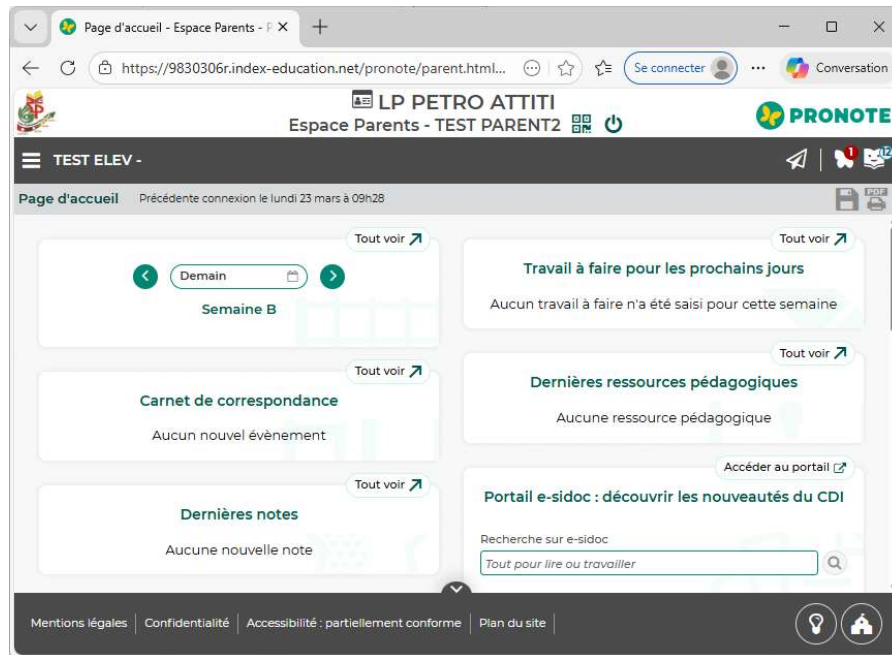 Page d'accueil - Espace Parents - P
https://9830306r.index-education.net/pronote/parent.html...
Se connecter
Conversation
LP PETRO ATTITI
Espace Parents - TEST PARENT2
PRONOTE
TEST ELEV -
1
12
Page d'accueil
Précédente connexion le lundi 23 mars à 09h28
PDF
Tout voir
Demain
Semaine B
Tout voir
Travail à faire pour les prochains jours
Aucun travail à faire n'a été saisi pour cette semaine
Tout voir
Carnet de correspondance
Aucun nouvel évènement
Tout voir
Dernières ressources pédagogiques
Aucune ressource pédagogique
Tout voir
Dernières notes
Aucune nouvelle note
Accéder au portail
Portail e-sidoc : découvrir les nouveautés du CDI
Recherche sur e-sidoc
Tout pour lire ou travailler
Mentions légales
Confidentialité
Accessibilité : partiellement conforme
Plan du site